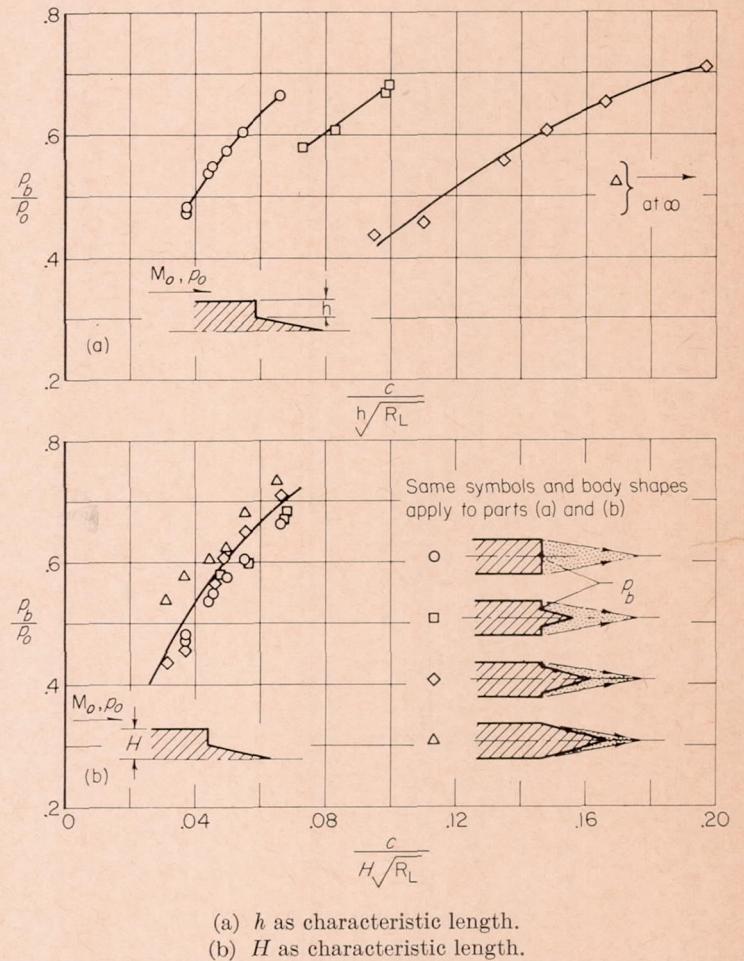 .8
.6
.4
.2
p_b
p_o
M_o, p_o
h
(a)
at ∞
c
h√R_L
.8
.6
.4
.2
p_b
p_o
Same symbols and body shapes
apply to parts (a) and (b)
p_b
M_o, p_o
H
(b)
0
.04
.08
.12
.16
.20
c
H√R_L
(a) h as characteristic length.
(b) H as characteristic length.